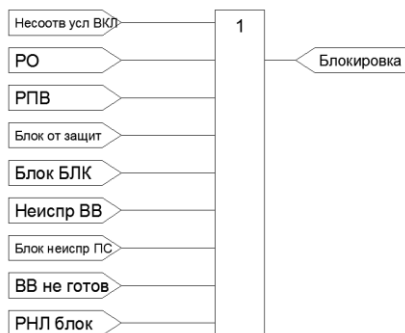 Несоотв усл ВКЛ
1
РО
Блокировка
РПВ
Блок от защит
Блок БЛК
Неиспр ВВ
Блок неиспр ПС
ВВ не готов
РНЛ блок